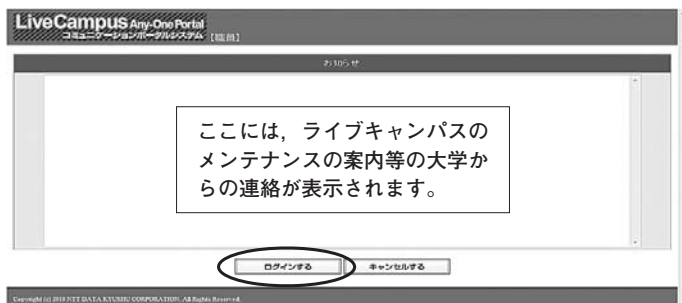 LiveCampus Any-One Portal
コミュニケーションポータルシステム [職員]
お知らせ
ここには，ライブキャンパスの
メンテナンスの案内等の大学か
らの連絡が表示されます。
ログインする キャンセルする
Copyright (c) 2010 NTT DATA KYUSHU CORPORATION. All Rights Reserved.